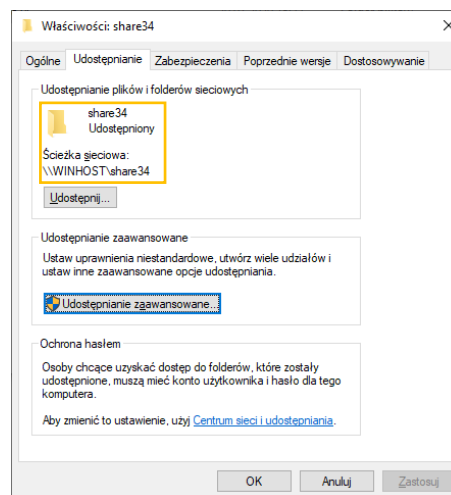 Właściwości: share34
Ogólne Udostępnianie Zabezpieczenia Poprzednie wersje Dostosowywanie
Udostępnianie plików i folderów sieciowych
share34
Udostępniony
Ścieżka sieciowa:
\\WINHOST\share34
Udostępnij...
Udostępnianie zaawansowane
Ustaw uprawnienia niestandardowe, utwórz wiele udziałów i
ustaw inne zaawansowane opcje udostępniania.
Udostępnianie zaawansowane...
Ochrona hasłem
Osoby chcące uzyskać dostęp do folderów, które zostały
udostępnione, muszą mieć konto użytkownika i hasło dla tego
komputera.
Aby zmienić to ustawienie, użyj Centrum sieci i udostępniania.
OK Anuluj Zastosuj